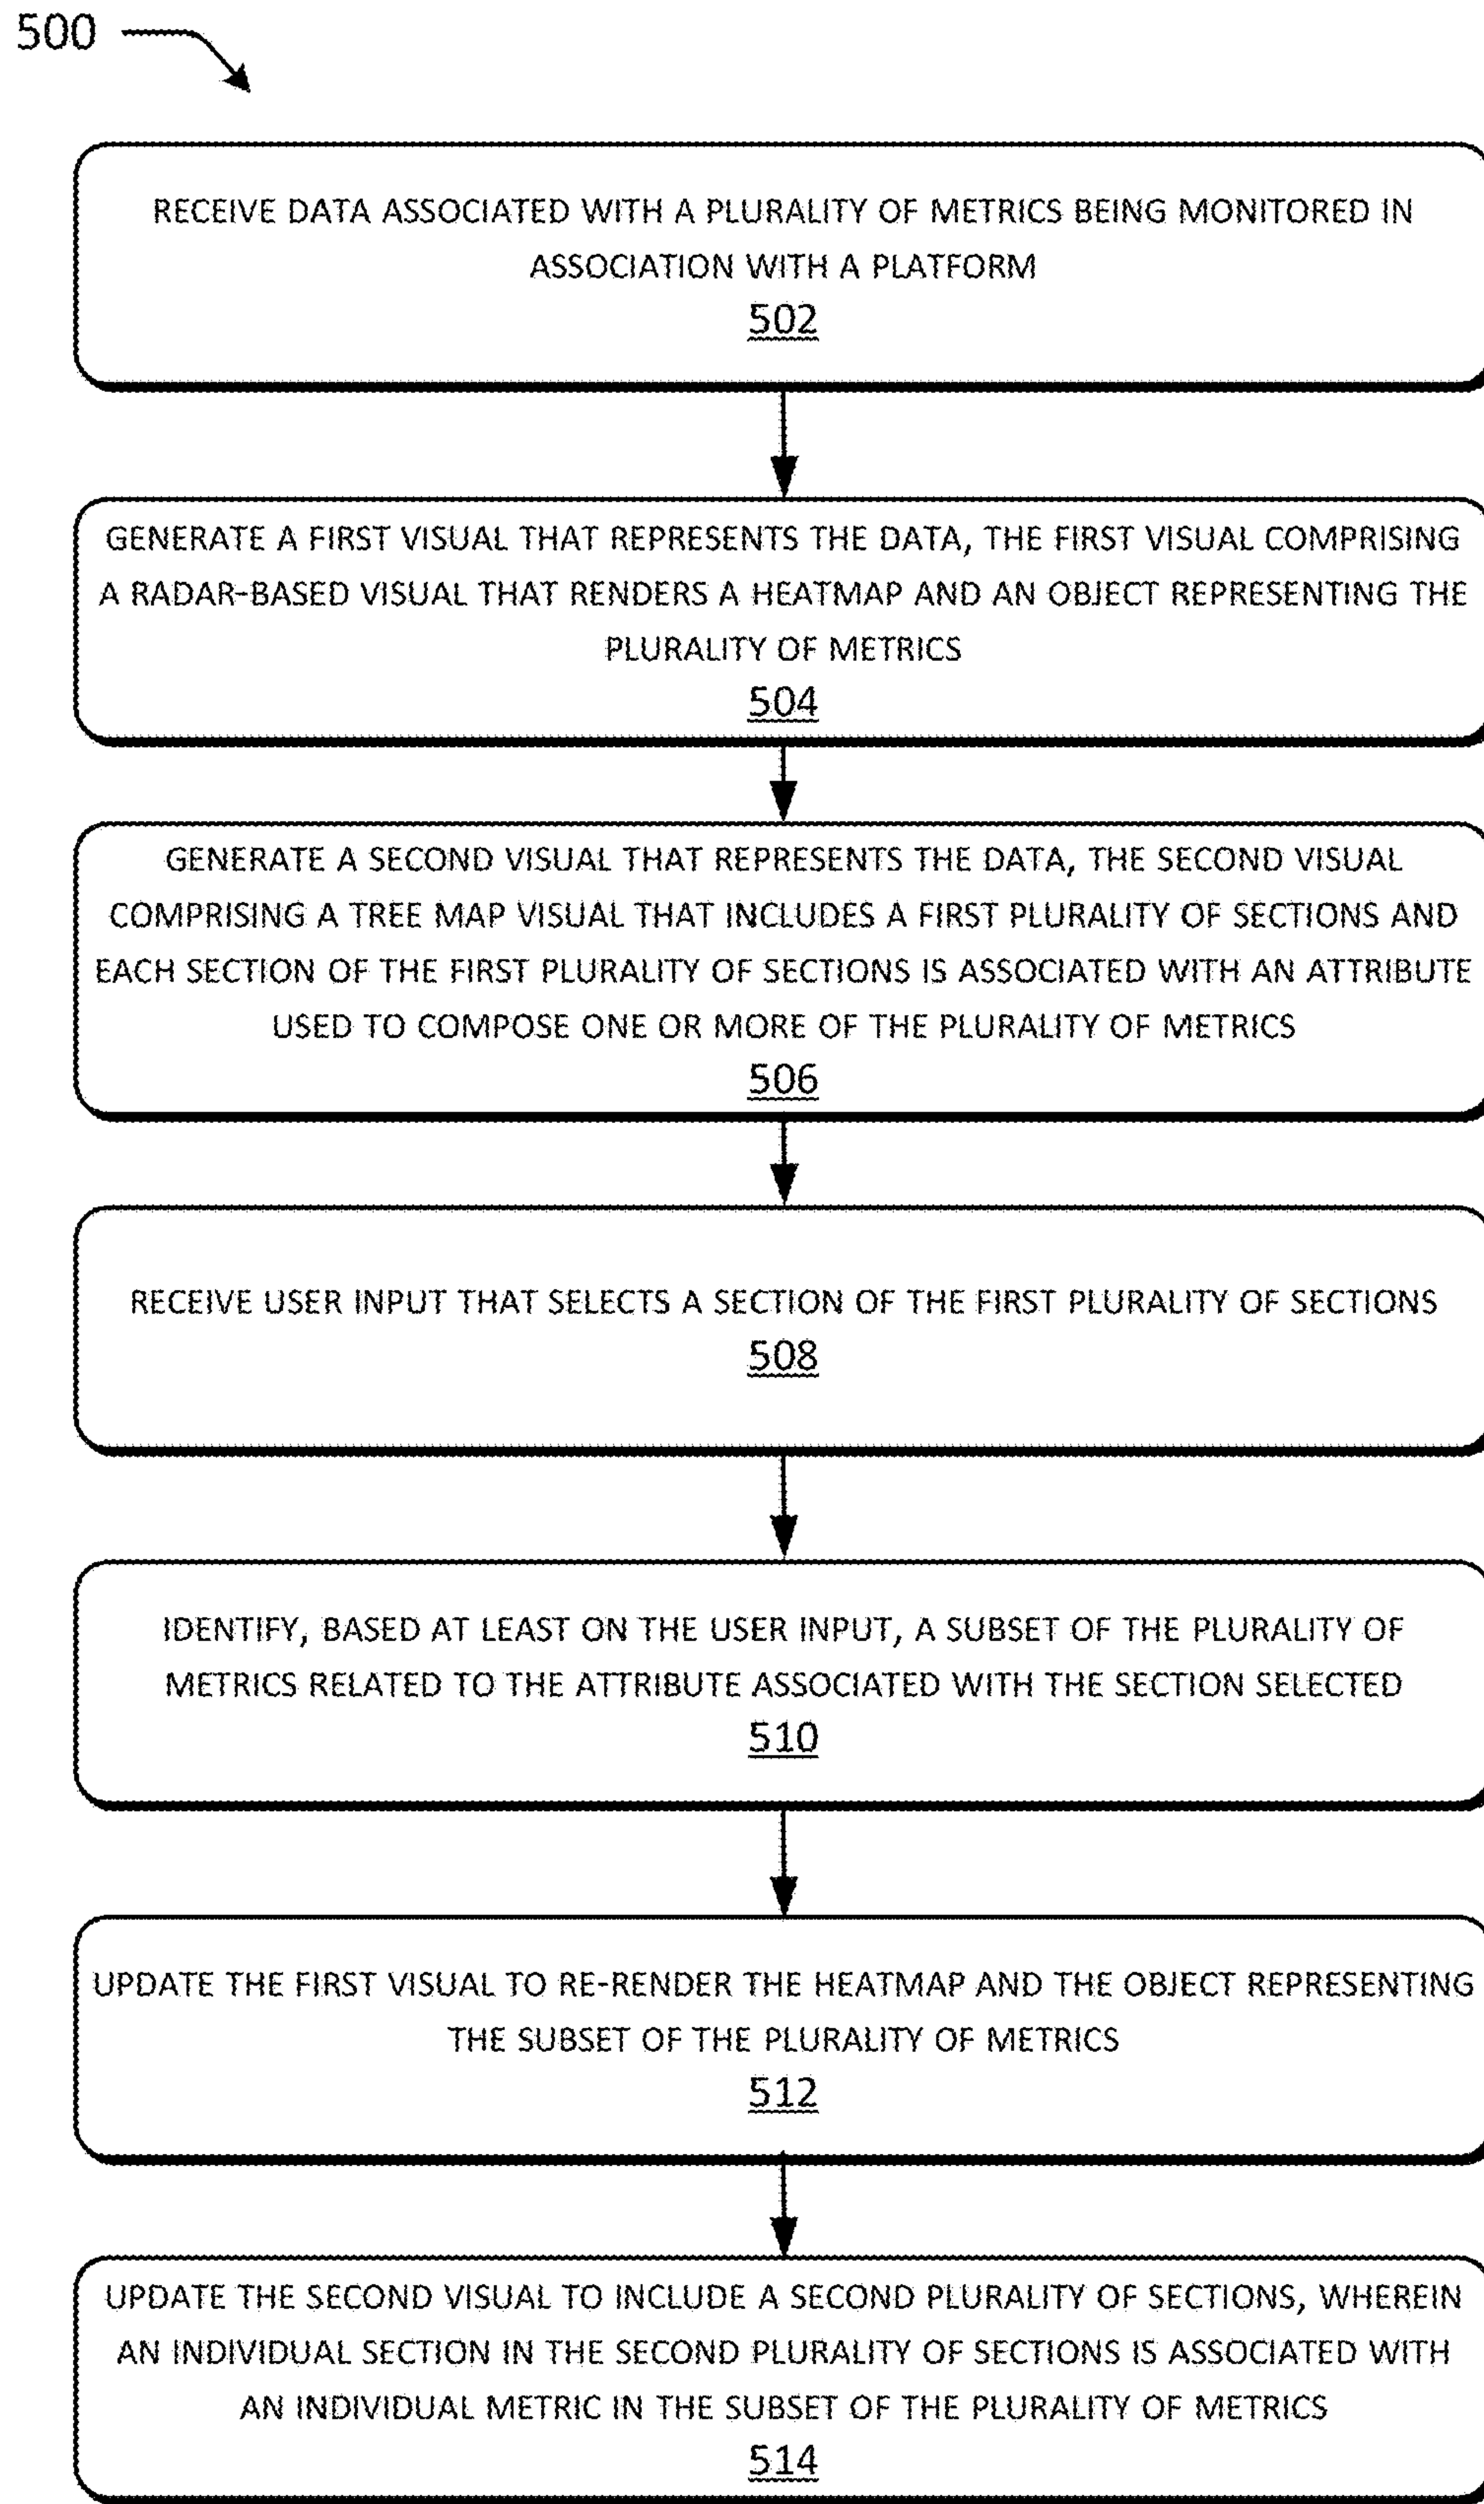 500
RECEIVE DATA ASSOCIATED WITH A PLURALITY OF METRICS BEING MONITORED IN
ASSOCIATION WITH A PLATFORM
502
GENERATE A FIRST VISUAL THAT REPRESENTS THE DATA, THE FIRST VISUAL COMPRISING
A RADAR-BASED VISUAL THAT RENDERS A HEATMAP AND AN OBJECT REPRESENTING THE
PLURALITY OF METRICS
504
GENERATE A SECOND VISUAL THAT REPRESENTS THE DATA, THE SECOND VISUAL
COMPRISING A TREE MAP VISUAL THAT INCLUDES A FIRST PLURALITY OF SECTIONS AND
EACH SECTION OF THE FIRST PLURALITY OF SECTIONS IS ASSOCIATED WITH AN ATTRIBUTE
USED TO COMPOSE ONE OR MORE OF THE PLURALITY OF METRICS
506
RECEIVE USER INPUT THAT SELECTS A SECTION OF THE FIRST PLURALITY OF SECTIONS
508
IDENTIFY, BASED AT LEAST ON THE USER INPUT, A SUBSET OF THE PLURALITY OF
METRICS RELATED TO THE ATTRIBUTE ASSOCIATED WITH THE SECTION SELECTED
510
UPDATE THE FIRST VISUAL TO RE-RENDER THE HEATMAP AND THE OBJECT REPRESENTING
THE SUBSET OF THE PLURALITY OF METRICS
512
UPDATE THE SECOND VISUAL TO INCLUDE A SECOND PLURALITY OF SECTIONS, WHEREIN
AN INDIVIDUAL SECTION IN THE SECOND PLURALITY OF SECTIONS IS ASSOCIATED WITH
AN INDIVIDUAL METRIC IN THE SUBSET OF THE PLURALITY OF METRICS
514